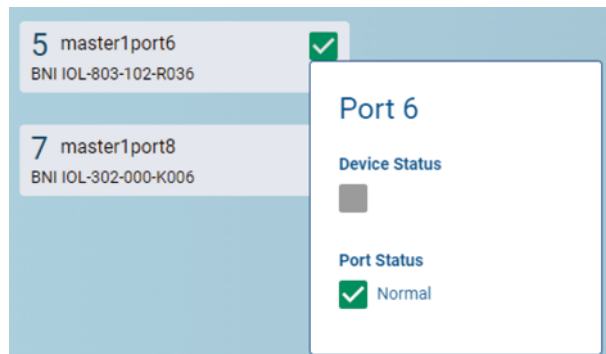 5 master1port6
BNI IOL-803-102-R036
7 master1port8
BNI IOL-302-000-K006
Port 6
Device Status
Port Status
Normal